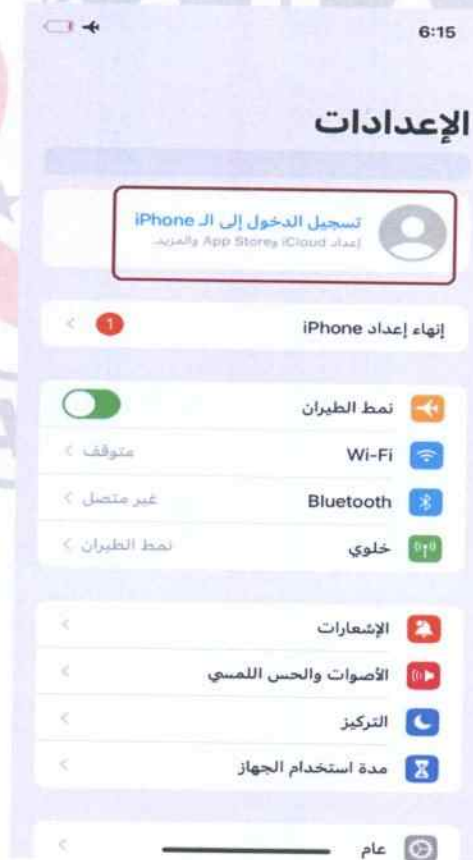 6:15
الإعدادات
تسجيل الدخول إلى الـ iPhone
إعداد iCloud وApp Store والمزيد.
إنهاء إعداد iPhone
1
نمط الطيران
Wi-Fi
متوقف
Bluetooth
غير متصل
خلوي
نمط الطيران
الإشعارات
الأصوات والحس اللمسي
التركيز
مدة استخدام الجهاز
عام